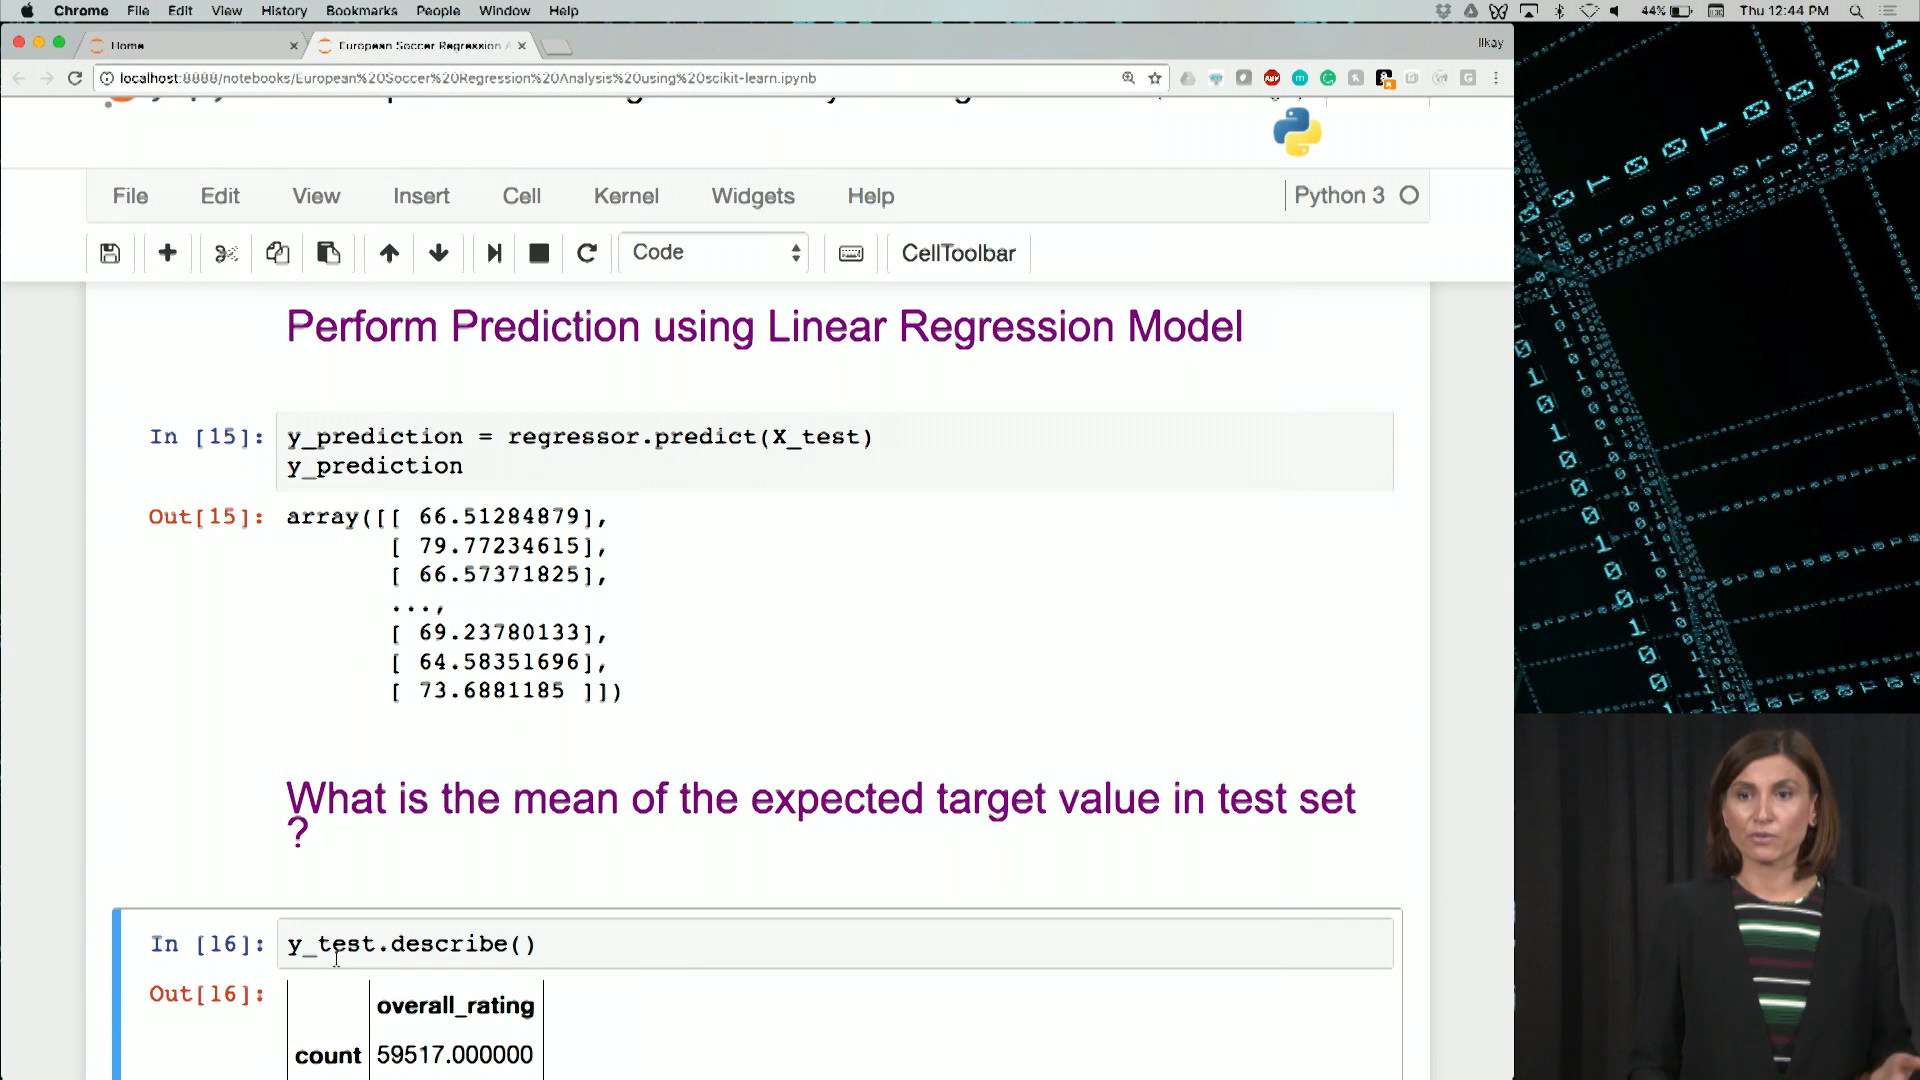 Chrome File Edit View History Bookmarks People Window Help 44% Thu 12:44 PM
Home European Soccer Regression A Ilkay
localhost:8888/notebooks/European%20Soccer%20Regression%20Analysis%20using%20scikit-learn.ipynb
File Edit View Insert Cell Kernel Widgets Help Python 3
Code CellToolbar
Perform Prediction using Linear Regression Model
In [15]: y_prediction = regressor.predict(X_test)
y_prediction
Out[15]: array([[ 66.51284879],
[ 79.77234615],
[ 66.57371825],
...,
[ 69.23780133],
[ 64.58351696],
[ 73.6881185 ]])
What is the mean of the expected target value in test set
?
In [16]: y_test.describe()
Out[16]:
overall_rating
count 59517.000000